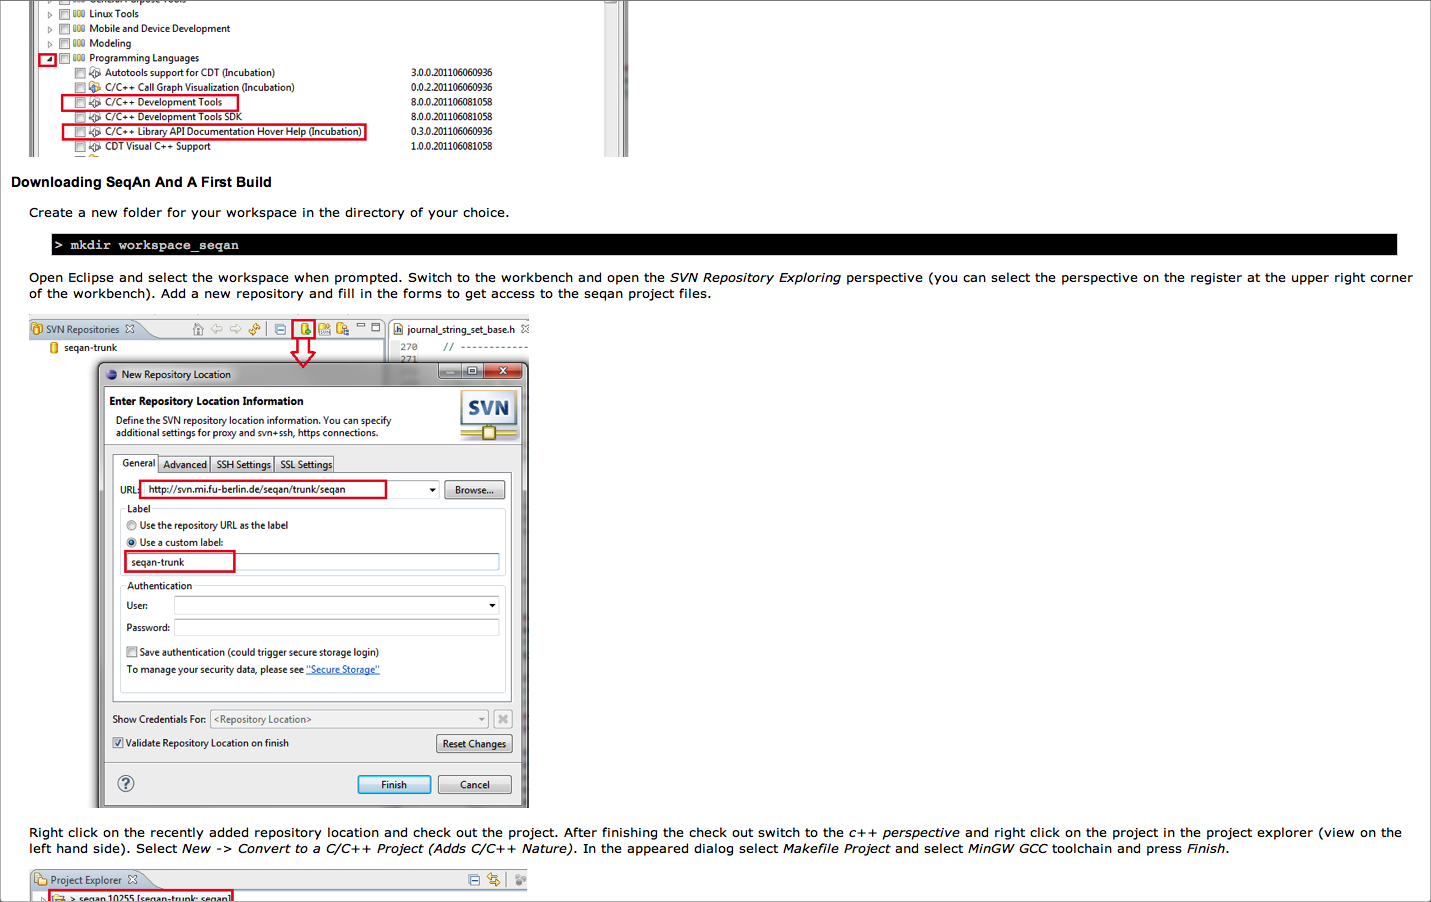 Linux Tools
Mobile and Device Development
Modeling
Programming Languages
Autotools support for CDT (Incubation) 3.0.0.201106060936
C/C++ Call Graph Visualization (Incubation) 0.0.2.201106060936
C/C++ Development Tools 8.0.0.201106081058
C/C++ Development Tools SDK 8.0.0.201106081058
C/C++ Library API Documentation Hover Help (Incubation) 0.3.0.201106060936
CDT Visual C++ Support 1.0.0.201106081058
Downloading SeqAn And A First Build
Create a new folder for your workspace in the directory of your choice.
> mkdir workspace_seqan
Open Eclipse and select the workspace when prompted. Switch to the workbench and open the SVN Repository Exploring perspective (you can select the perspective on the register at the upper right corner
of the workbench). Add a new repository and fill in the forms to get access to the seqan project files.
SVN Repositories
journal_string_set_base.h
seqan-trunk
270 // ------------
271
New Repository Location
Enter Repository Location Information
Define the SVN repository location information. You can specify
additional settings for proxy and svn+ssh, https connections.
SVN
General Advanced SSH Settings SSL Settings
URL: http://svn.mi.fu-berlin.de/seqan/trunk/seqan Browse...
Label
Use the repository URL as the label
Use a custom label:
seqan-trunk
Authentication
User:
Password:
Save authentication (could trigger secure storage login)
To manage your security data, please see "Secure Storage"
Show Credentials For: <Repository Location>
Validate Repository Location on finish Reset Changes
Finish Cancel
Right click on the recently added repository location and check out the project. After finishing the check out switch to the c++ perspective and right click on the project in the project explorer (view on the
left hand side). Select New -> Convert to a C/C++ Project (Adds C/C++ Nature). In the appeared dialog select Makefile Project and select MinGW GCC toolchain and press Finish.
Project Explorer
> seqan 10255 [seqan-trunk: seqan]